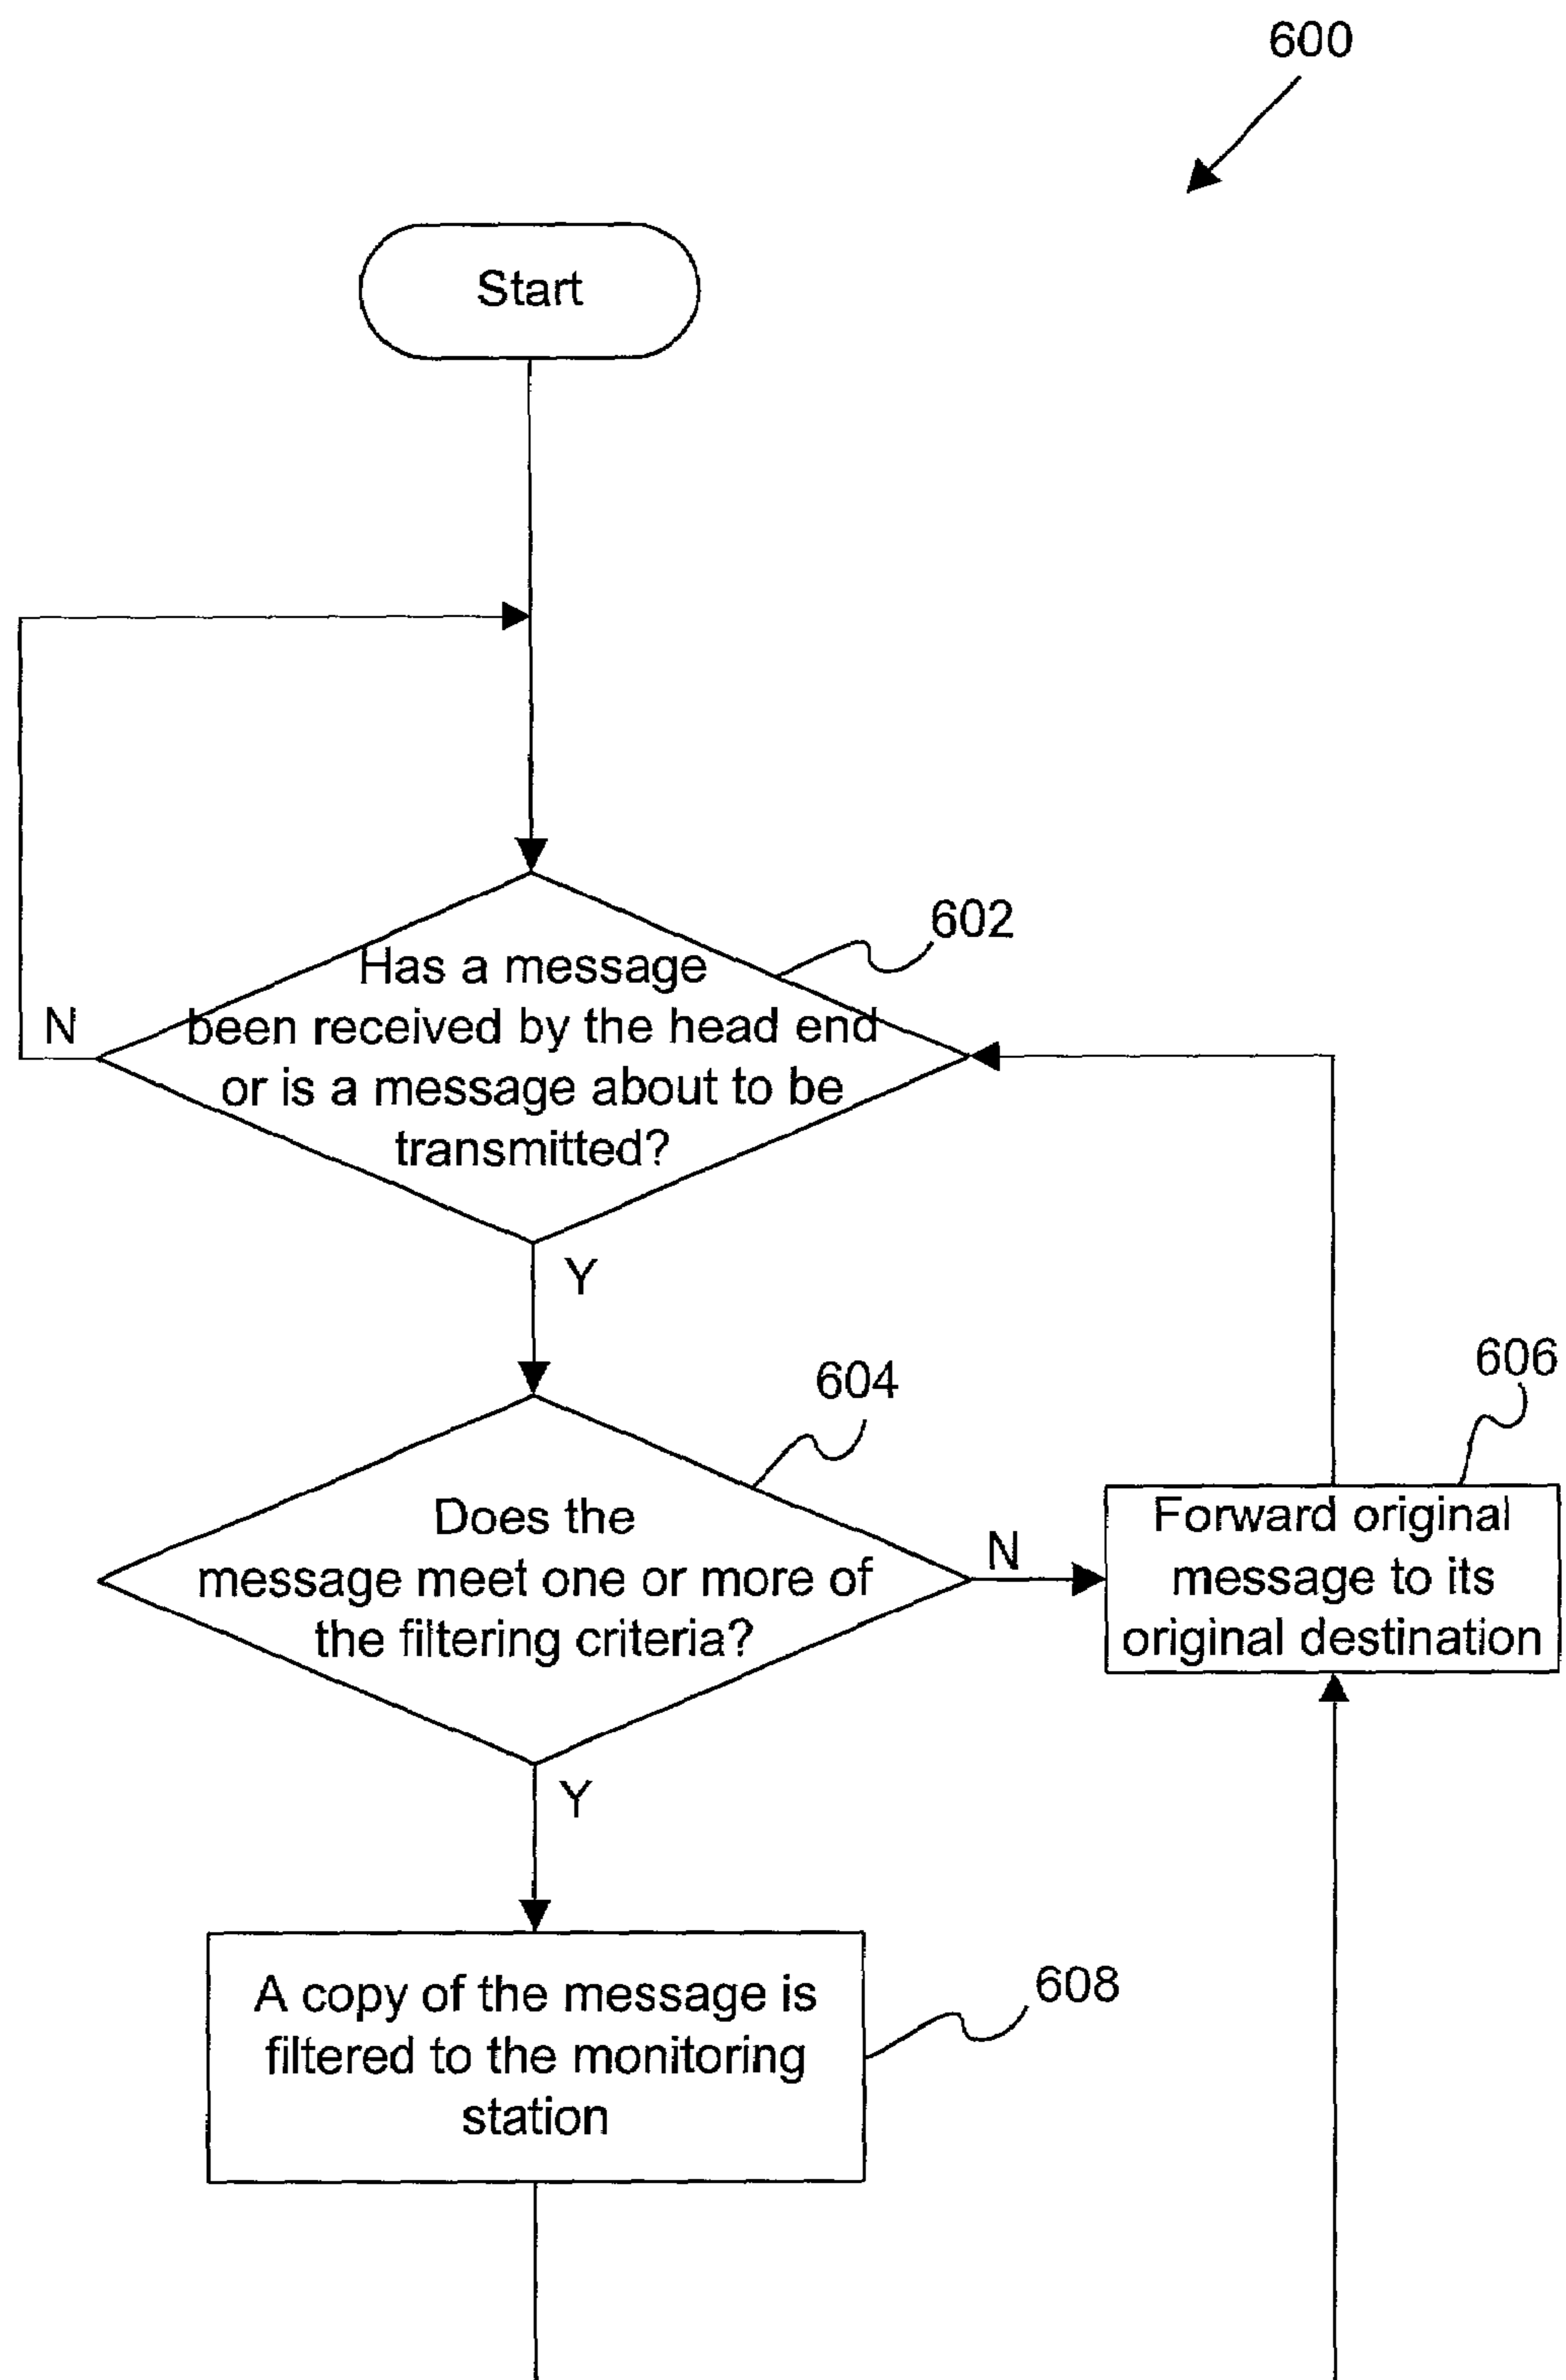 600
Start
602
Has a message
been received by the head end
or is a message about to be
transmitted?
N
Y
604
606
Does the
message meet one or more of
the filtering criteria?
N
Forward original
message to its
original destination
Y
A copy of the message is
filtered to the monitoring
station
608